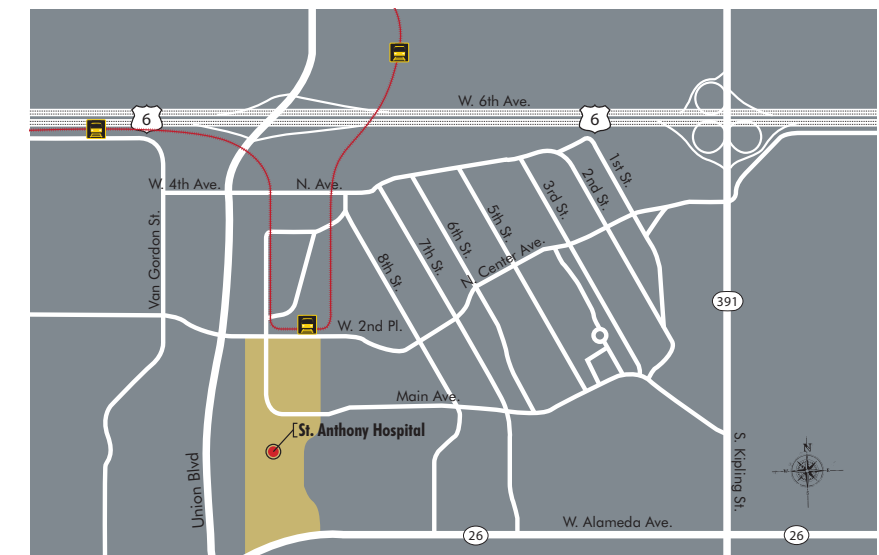 W. 6th Ave.
6
6
1st St.
2nd St.
3rd St.
5th St.
6th St.
7th St.
8th St.
W. 4th Ave.
N. Ave.
Van Gordon St.
N. Center Ave.
391
W. 2nd Pl.
Main Ave.
St. Anthony Hospital
Union Blvd
S. Kipling St.
N
W. Alameda Ave.
26
26